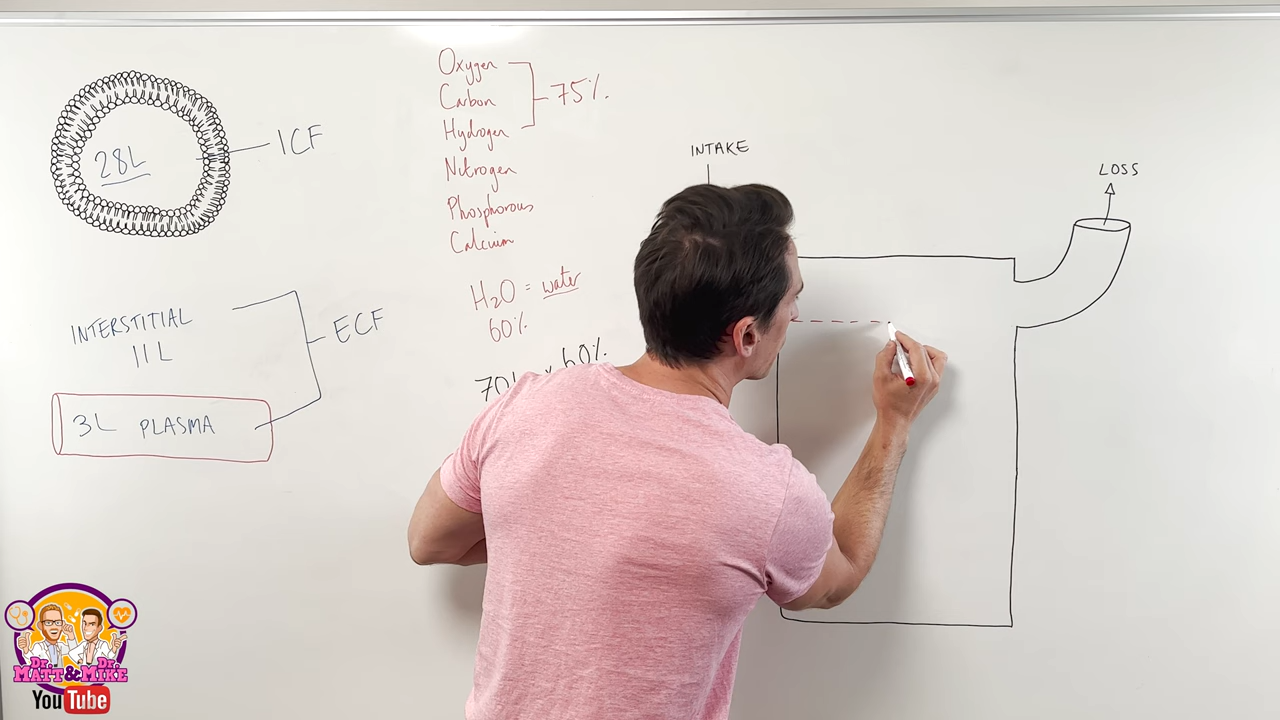 28L
ICF
INTERSTITIAL
11L
ECF
3L PLASMA
Oxygen
Carbon
Hydrogen
75%.
Nitrogen
Phosphorous
Calcium
H₂O = water
60%
x 60%
INTAKE
LOSS
Dr. Dr.
MATT & MIKE
YouTube